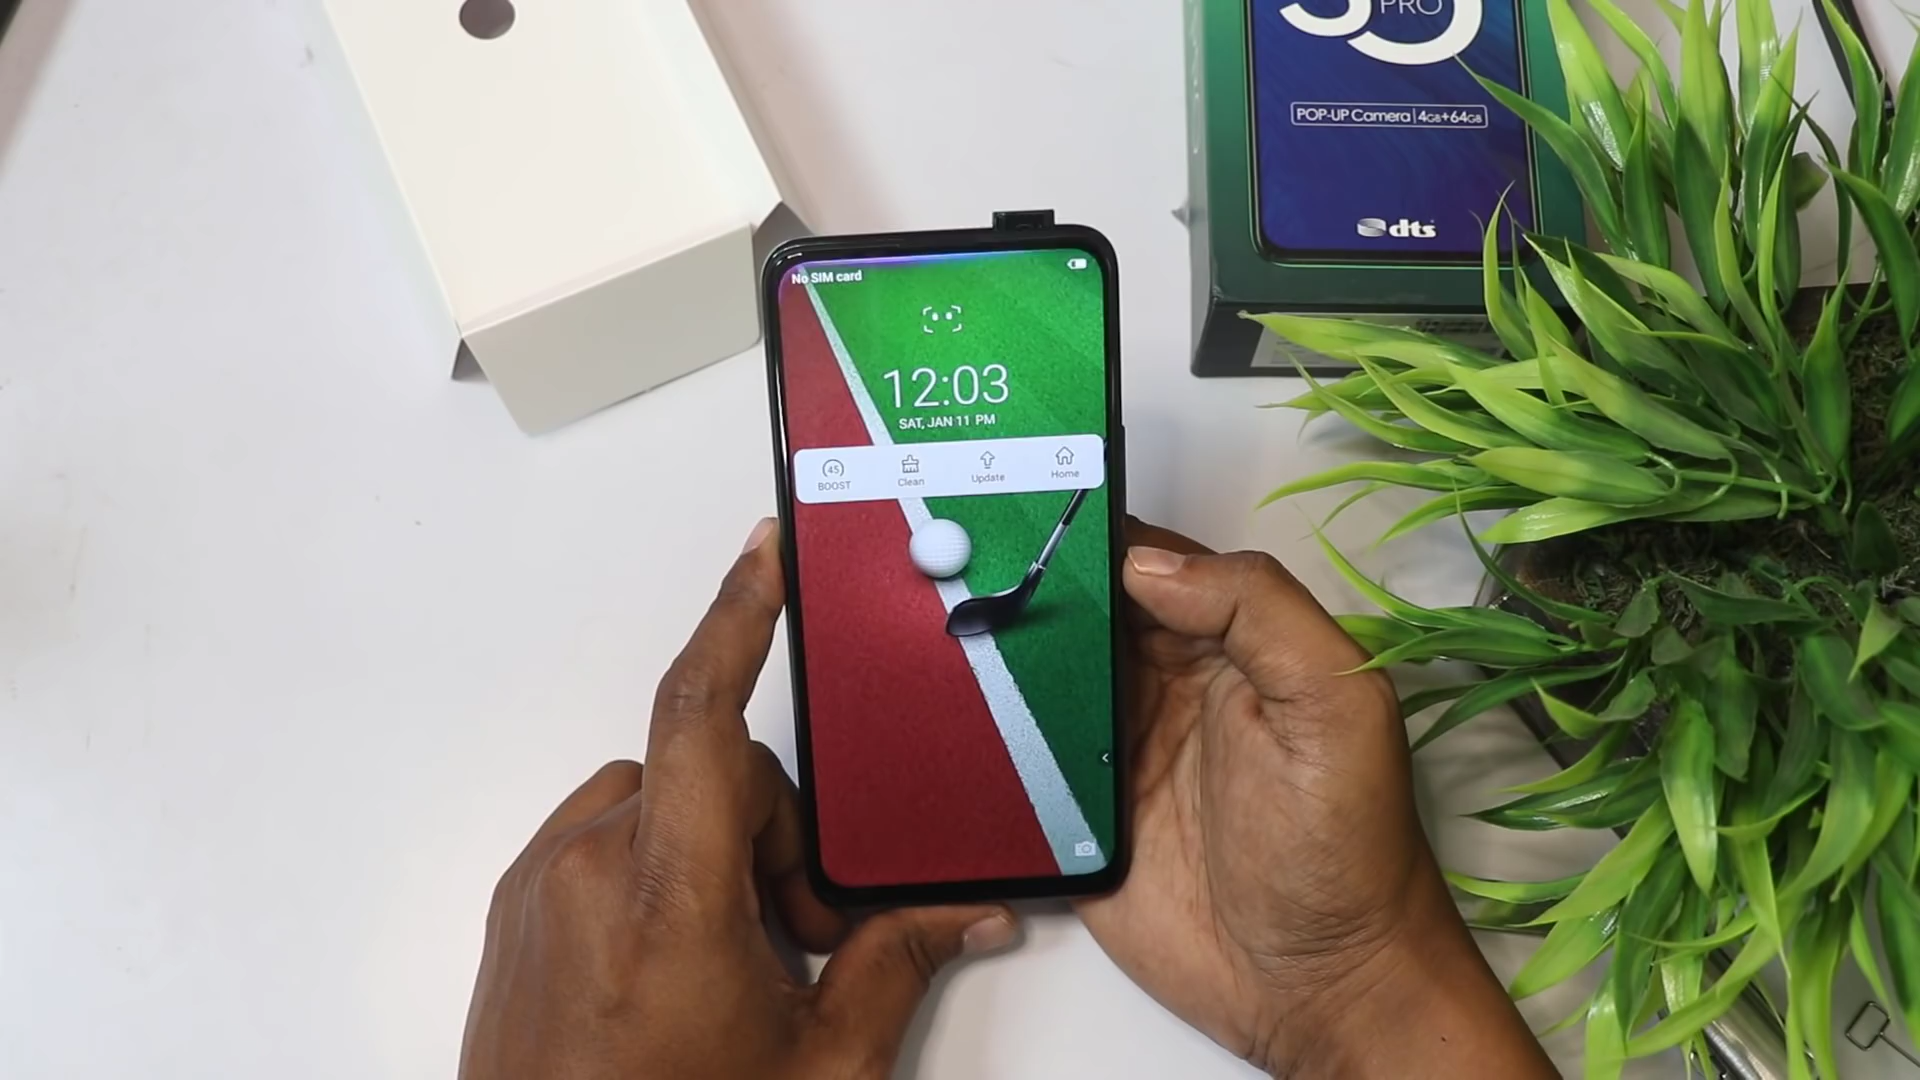 PRO
POP-UP Camera | 4GB+64GB
dts
No SIM card
12:03
SAT, JAN 11 PM
45
BOOST
Clean
Update
Home